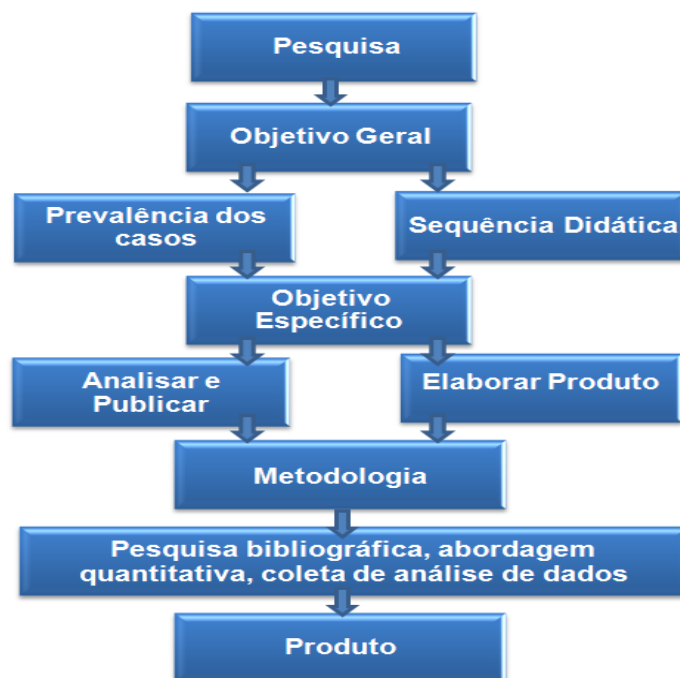 Pesquisa
Objetivo Geral
Prevalência dos
casos
Sequência Didática
Objetivo
Específico
Analisar e
Publicar
Elaborar Produto
Metodologia
Pesquisa bibliográfica, abordagem
quantitativa, coleta de análise de dados
Produto